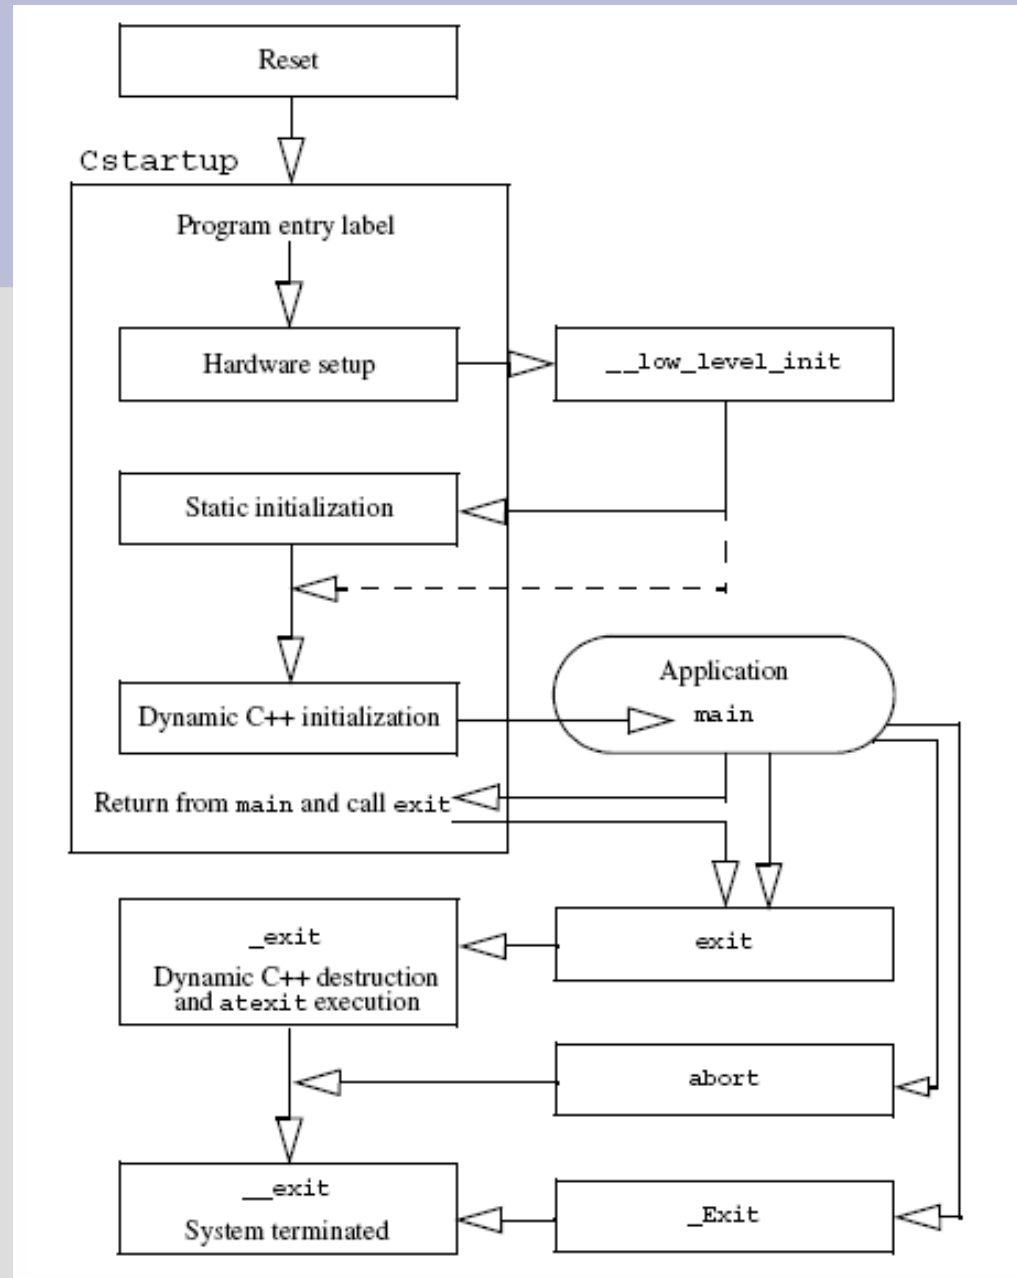 Reset
Cstartup
Program entry label
Hardware setup
__low_level_init
Static initialization
Application
main
Dynamic C++ initialization
Return from main and call exit
_exit
Dynamic C++ destruction
and atexit execution
exit
abort
__exit
System terminated
_Exit